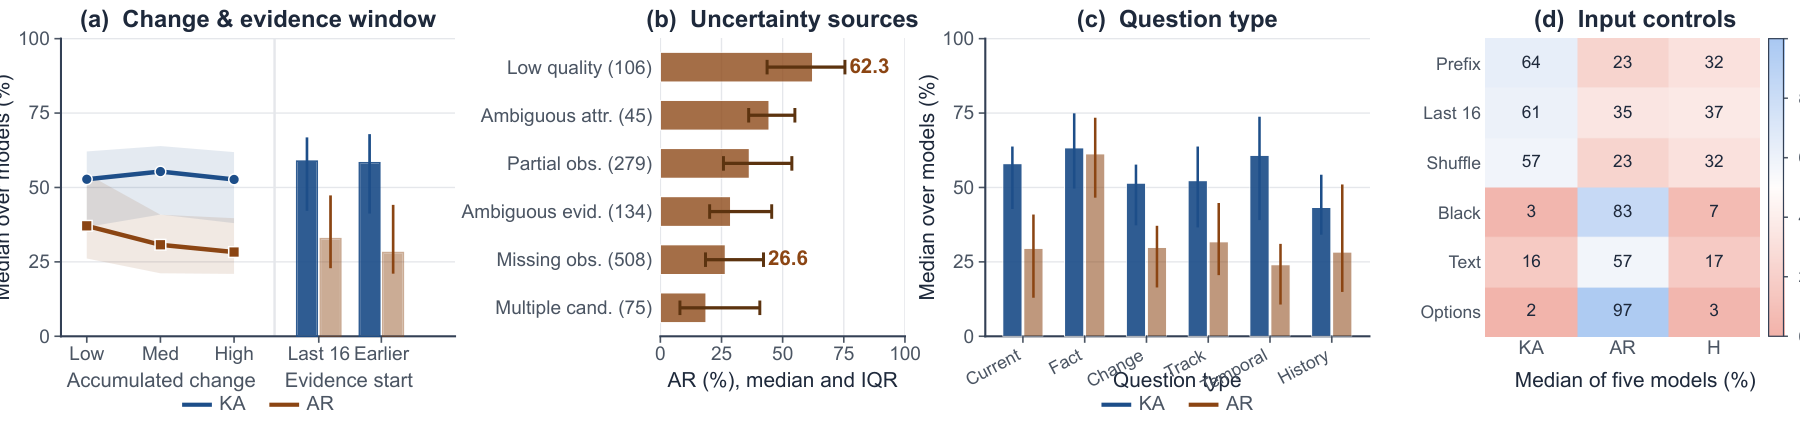 (a) Change & evidence window
Median over models (%)
100
75
50
25
0
Low Med High Last 16 Earlier
Accumulated change Evidence start
KA AR
(b) Uncertainty sources
Low quality (106)
62.3
Ambiguous attr. (45)
Partial obs. (279)
Ambiguous evid. (134)
Missing obs. (508)
26.6
Multiple cand. (75)
0 25 50 75 100
AR (%), median and IQR
(c) Question type
Median over models (%)
100
75
50
25
0
Current Fact Change Track Temporal History
Question type
KA AR
(d) Input controls
Prefix 64 23 32
Last 16 61 35 37
Shuffle 57 23 32
Black 3 83 7
Text 16 57 17
Options 2 97 3
KA AR H
Median of five models (%)